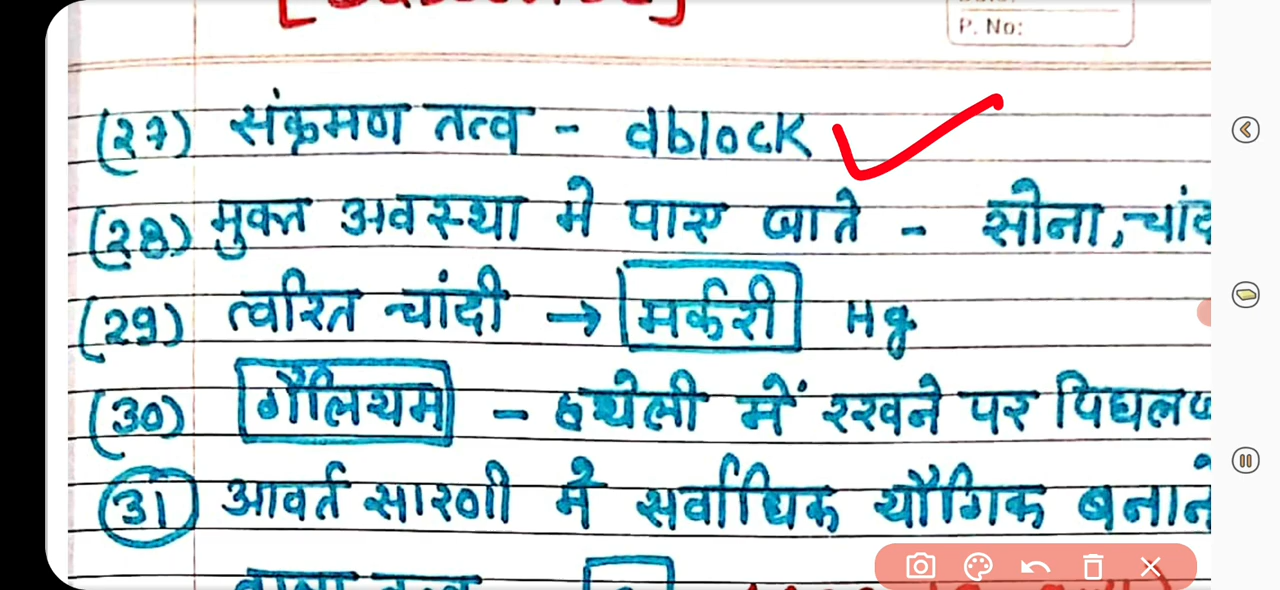 P. No:
(27) संक्रमण तत्व - dblock
(28) मुक्त अवस्था में पाए जाते - सोना, चांद
(29) त्वरित चांदी → मर्करी Hg
(30) गैलियम - हथेली में रखने पर पिघल
(31) आवर्त सारणी में सर्वाधिक यौगिक बनाने